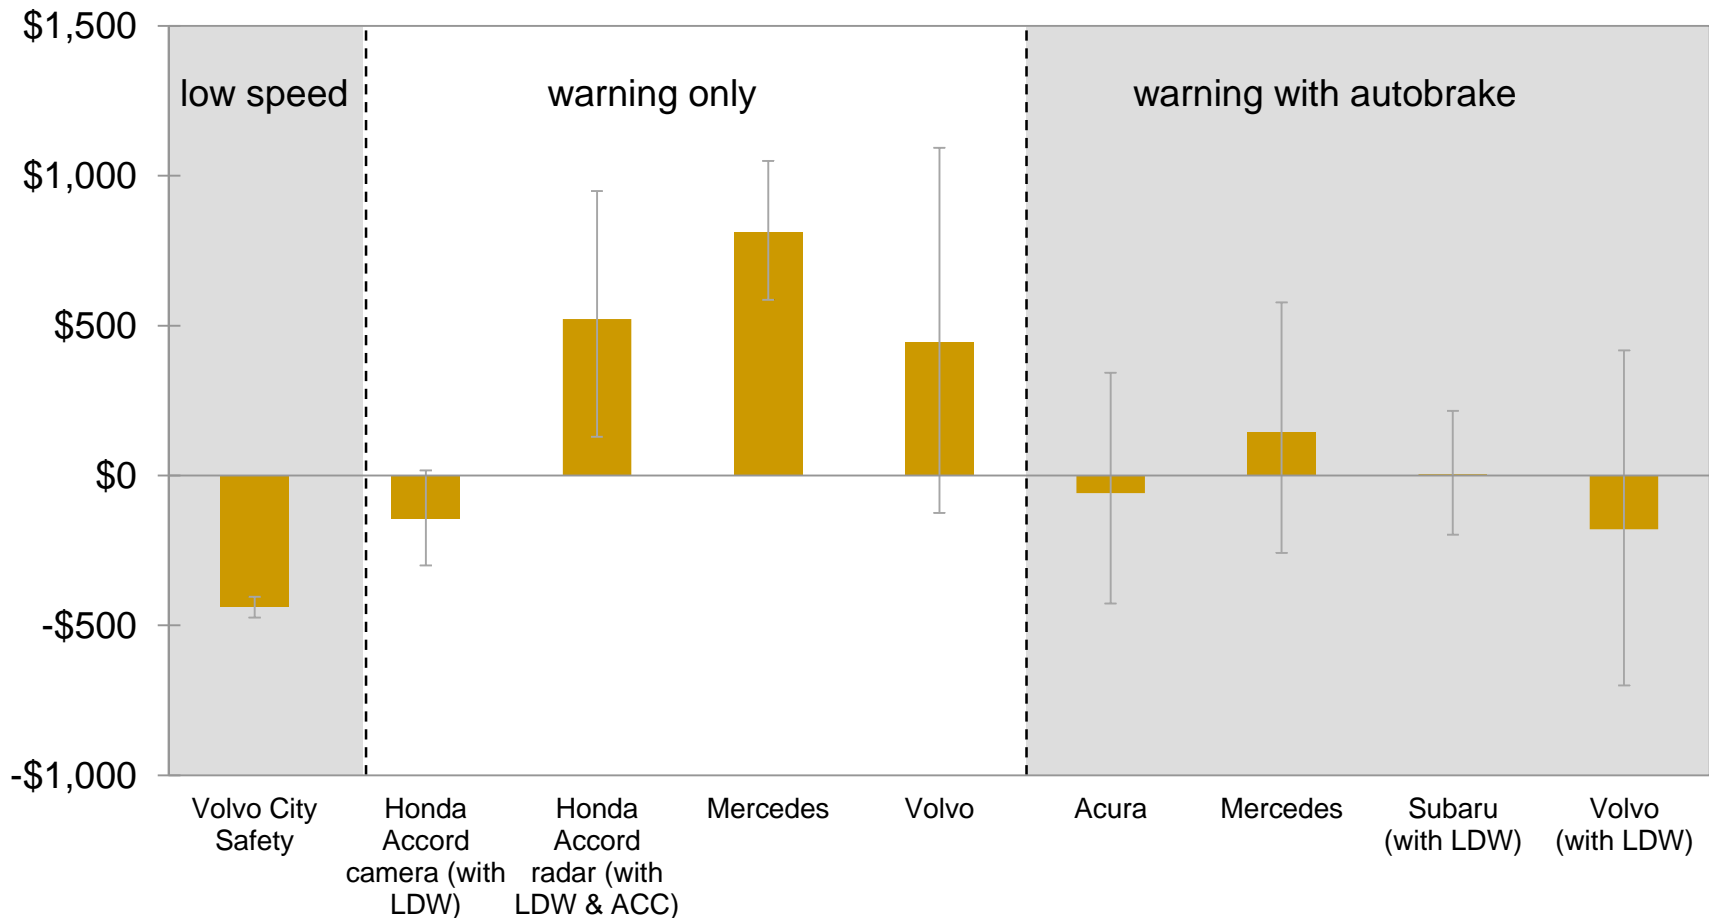 $1,500
$1,000
$500
$0
-$500
-$1,000
low speed
warning only
warning with autobrake
Volvo City
Safety
Honda
Accord
camera (with
LDW)
Honda
Accord
radar (with
LDW & ACC)
Mercedes
Volvo
Acura
Mercedes
Subaru
(with LDW)
Volvo
(with LDW)